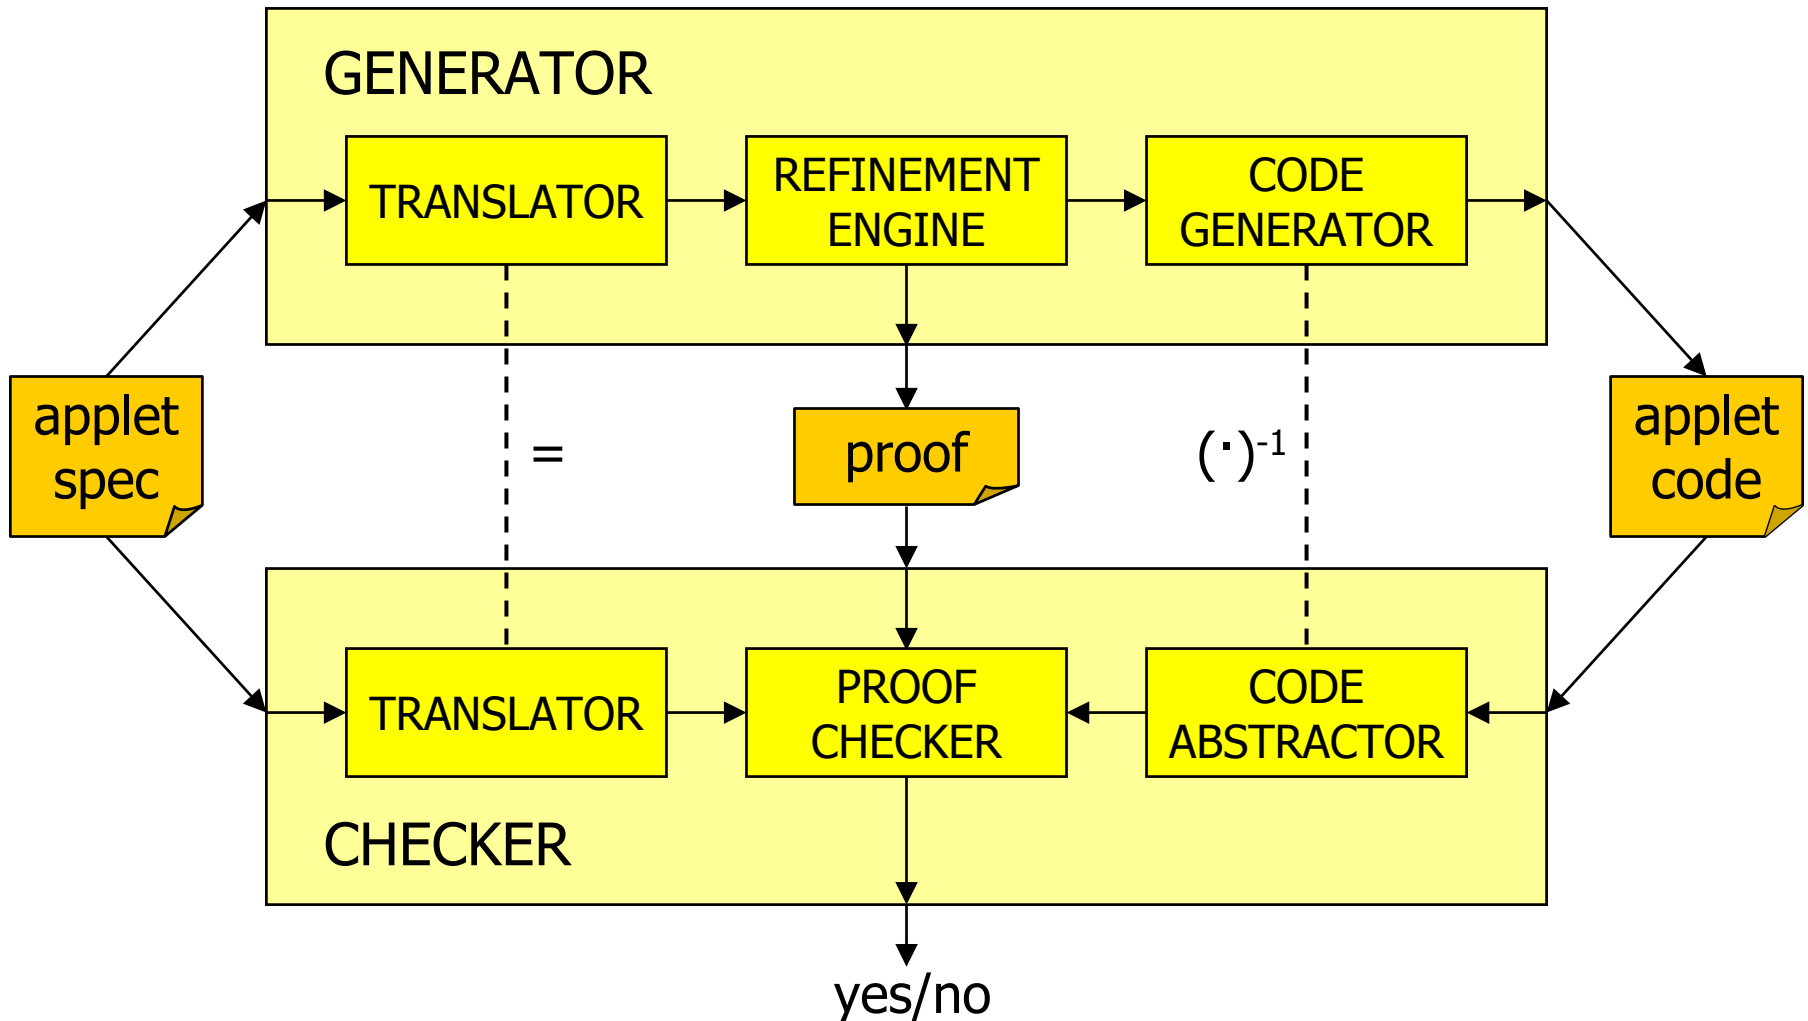 GENERATOR
TRANSLATOR
REFINEMENT
ENGINE
CODE
GENERATOR
applet
spec
=
proof
(·)-1
applet
code
TRANSLATOR
PROOF
CHECKER
CODE
ABSTRACTOR
CHECKER
yes/no